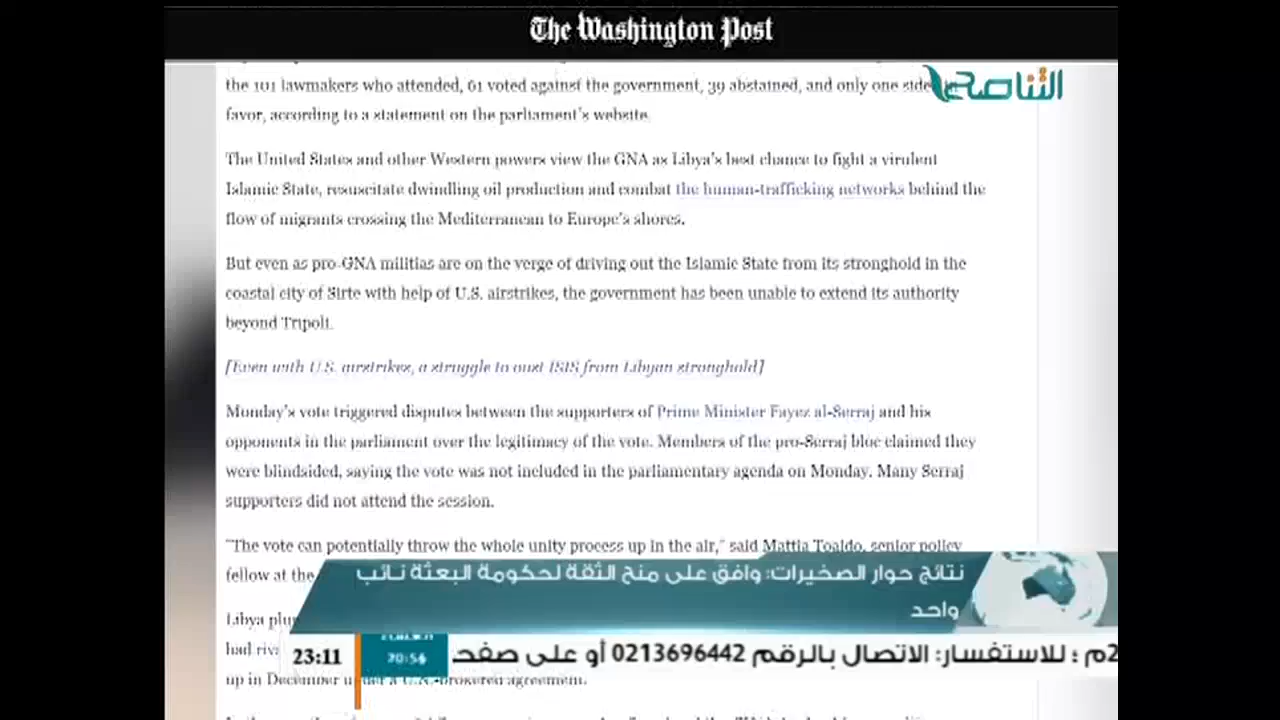 The Washington Post
التناصح
the 101 lawmakers who attended, 61 voted against the government, 39 abstained, and only one
favor, according to a statement on the parliament's website.
The United States and other Western powers view the GNA as Libya's best chance to fight a virulent
Islamic State, resuscitate dwindling oil production and combat the human-trafficking networks behind the
flow of migrants crossing the Mediterranean to Europe's shores.
But even as pro-GNA militias are on the verge of driving out the Islamic State from its stronghold in the
coastal city of Sirte with help of U.S. airstrikes, the government has been unable to extend its authority
beyond Tripoli.
[Even with U.S. airstrikes, a struggle to oust ISIS from Libyan stronghold]
Monday's vote triggered disputes between the supporters of Prime Minister Fayez al-Serraj and his
opponents in the parliament over the legitimacy of the vote. Members of the pro-Serraj bloc claimed they
were blindsided, saying the vote was not included in the parliamentary agenda on Monday. Many Serraj
supporters did not attend the session.
"The vote can potentially throw the whole unity process up in the air," said Mattia Toaldo, senior policy
fellow at the
نتائج حوار الصخيرات: وافق على منح الثقة لحكومة البعثة نائب
واحد
Libya
had
23:11
20:56
2م ؛ للاستفسار: الاتصال بالرقم 0213696442 أو على
up in December under a U.N.-brokered agreement.